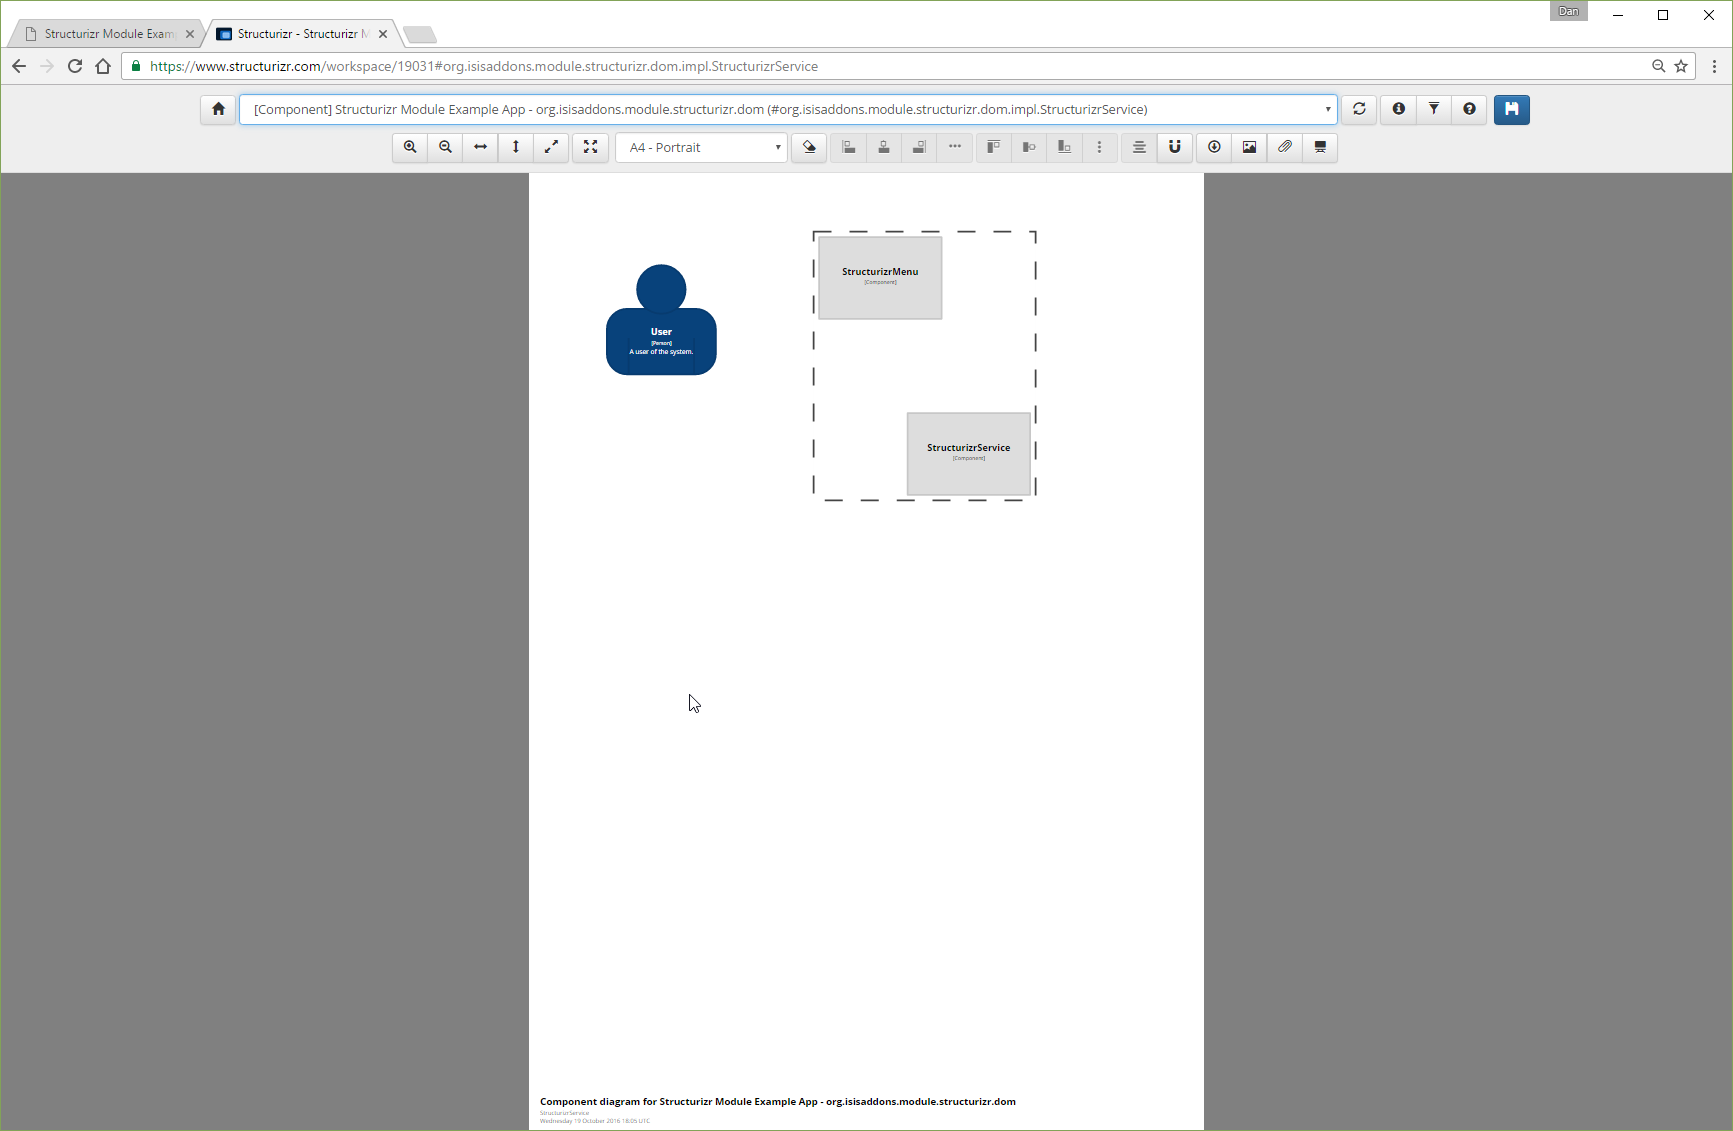 Dan
Structurizr Module Exam
Structurizr - Structurizr M
https://www.structurizr.com/workspace/19031#org.isisaddons.module.structurizr.dom.impl.StructurizrService
[Component] Structurizr Module Example App - org.isisaddons.module.structurizr.dom (#org.isisaddons.module.structurizr.dom.impl.StructurizrService)
A4 - Portrait
StructurizrMenu
[Component]
User
[Person]
A user of the system.
StructurizrService
[Component]
Component diagram for Structurizr Module Example App - org.isisaddons.module.structurizr.dom
StructurizrService
Wednesday 19 October 2016 18:05 UTC